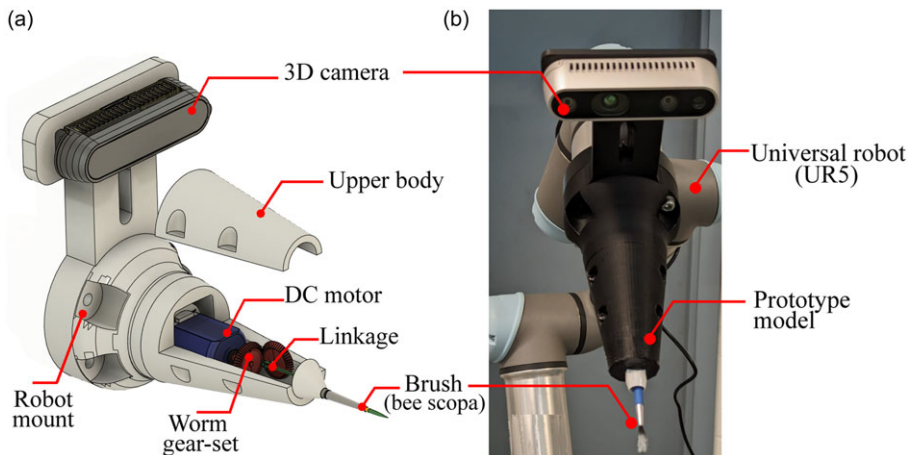 (a)
(b)
3D camera
Upper body
Universal robot
(UR5)
DC motor
Linkage
Prototype
model
Robot
mount
Worm
gear-set
Brush
(bee scopa)